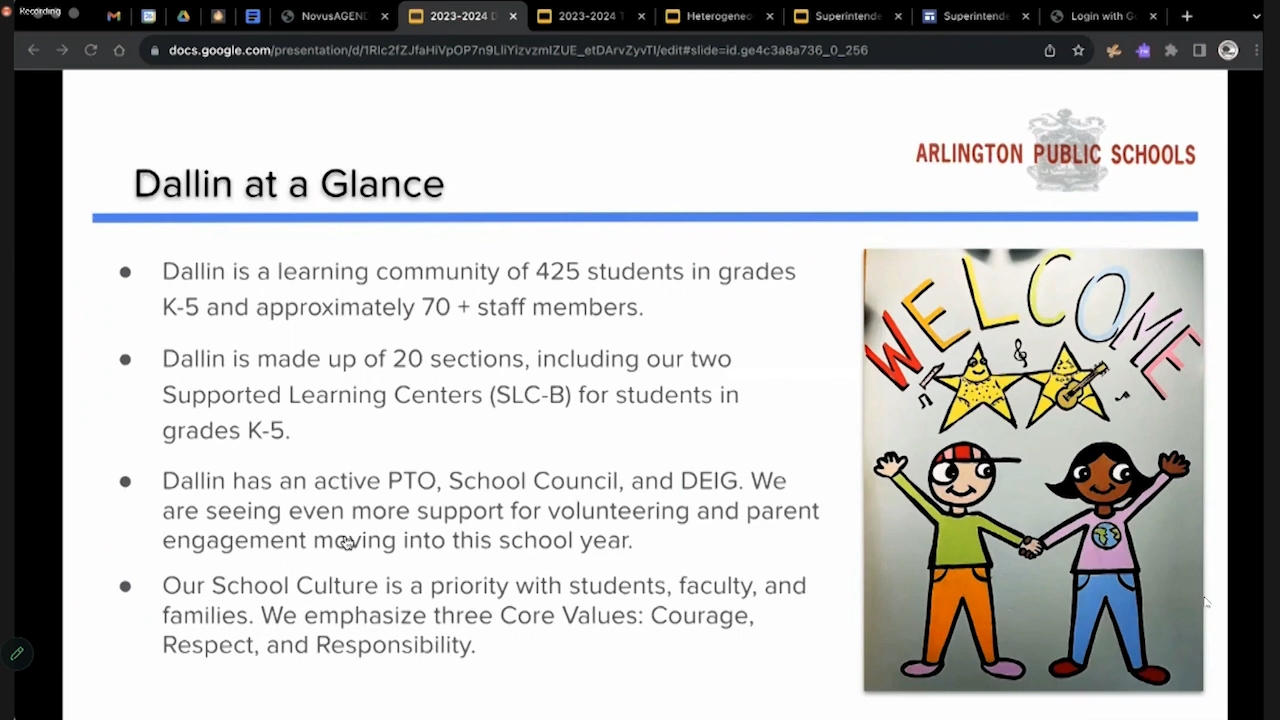 Recording
NovusAGEND
2023-2024 D
2023-2024 T
Heterogeneo
Superintende
Superintende
Login with Go
docs.google.com/presentation/d/1RIc2fZJfaHiVpOP7n9LliYizvzmIZUE_etDArvZyvTI/edit#slide=id.ge4c3a8a736_0_256
ARLINGTON PUBLIC SCHOOLS
Dallin at a Glance
● Dallin is a learning community of 425 students in grades
K-5 and approximately 70 + staff members.
● Dallin is made up of 20 sections, including our two
Supported Learning Centers (SLC-B) for students in
grades K-5.
● Dallin has an active PTO, School Council, and DEIG. We
are seeing even more support for volunteering and parent
engagement moving into this school year.
● Our School Culture is a priority with students, faculty, and
families. We emphasize three Core Values: Courage,
Respect, and Responsibility.
WELCOME